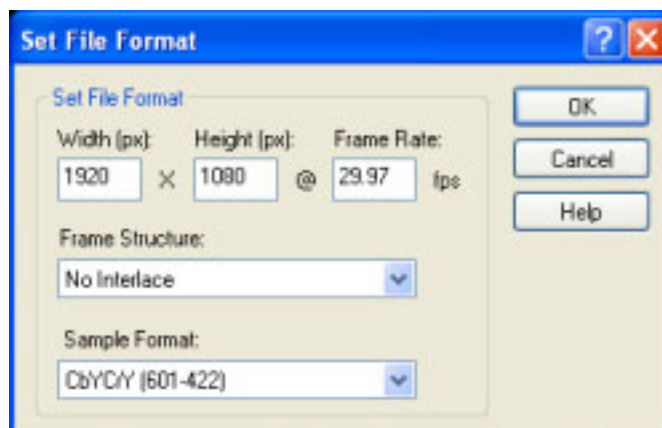 Set File Format
Set File Format
OK
Width (px):
Height (px):
Frame Rate:
1920 X 1080 @ 29.97 fps
Cancel
Help
Frame Structure:
No Interlace
Sample Format:
CbYCrY (601-422)